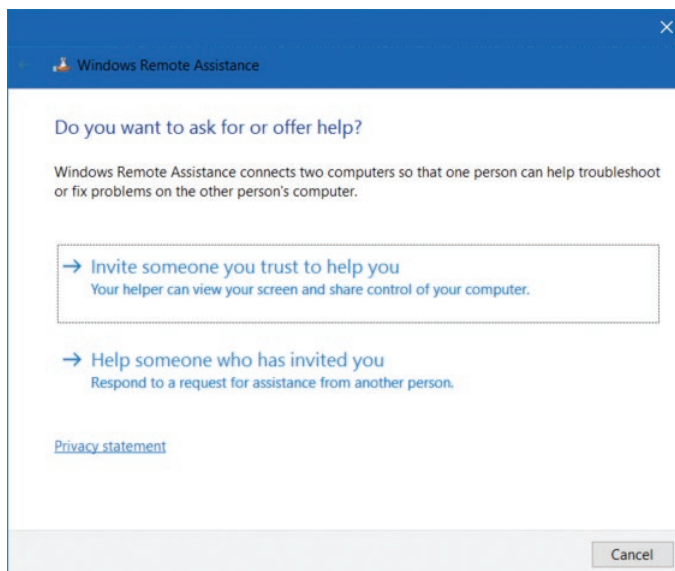 Windows Remote Assistance
Do you want to ask for or offer help?
Windows Remote Assistance connects two computers so that one person can help troubleshoot
or fix problems on the other person's computer.
Invite someone you trust to help you
Your helper can view your screen and share control of your computer.
Help someone who has invited you
Respond to a request for assistance from another person.
Privacy statement
Cancel